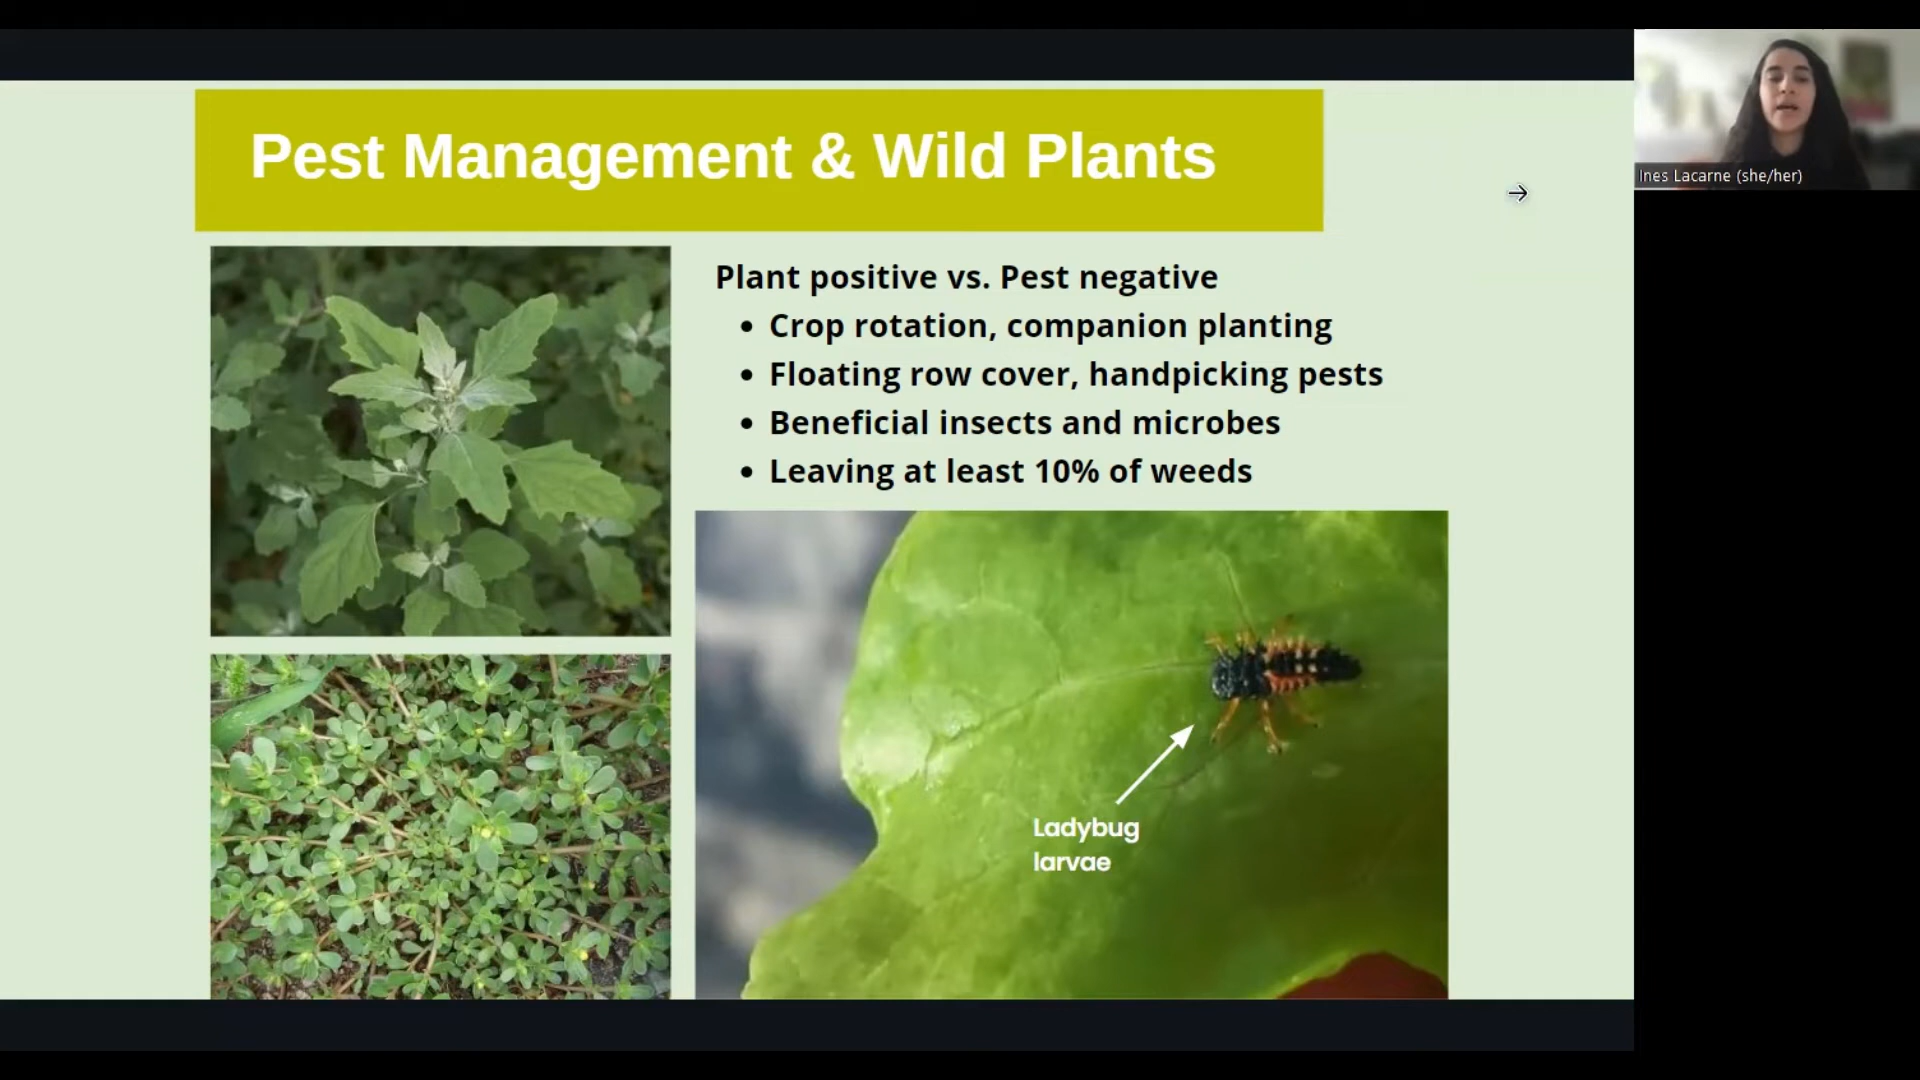 Pest Management & Wild Plants
Ines Lacarne (she/her)
Plant positive vs. Pest negative
• Crop rotation, companion planting
• Floating row cover, handpicking pests
• Beneficial insects and microbes
• Leaving at least 10% of weeds
Ladybug
larvae